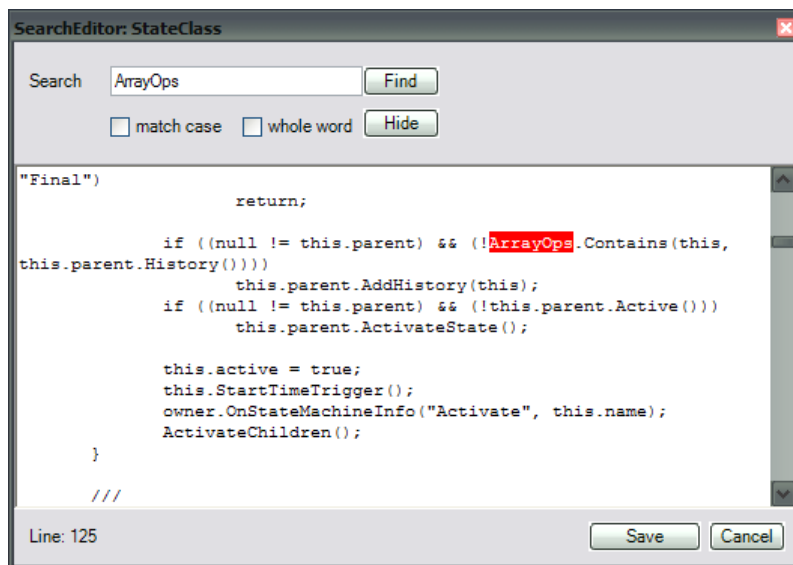 SearchEditor: StateClass
Search ArrayOps Find
match case whole word Hide
"Final")
return;
if ((null != this.parent) && (!ArrayOps.Contains(this,
this.parent.History())))
this.parent.AddHistory(this);
if ((null != this.parent) && (!this.parent.Active()))
this.parent.ActivateState();
this.active = true;
this.StartTimeTrigger();
owner.OnStateMachineInfo("Activate", this.name);
ActivateChildren();
}
///
Line: 125 Save Cancel